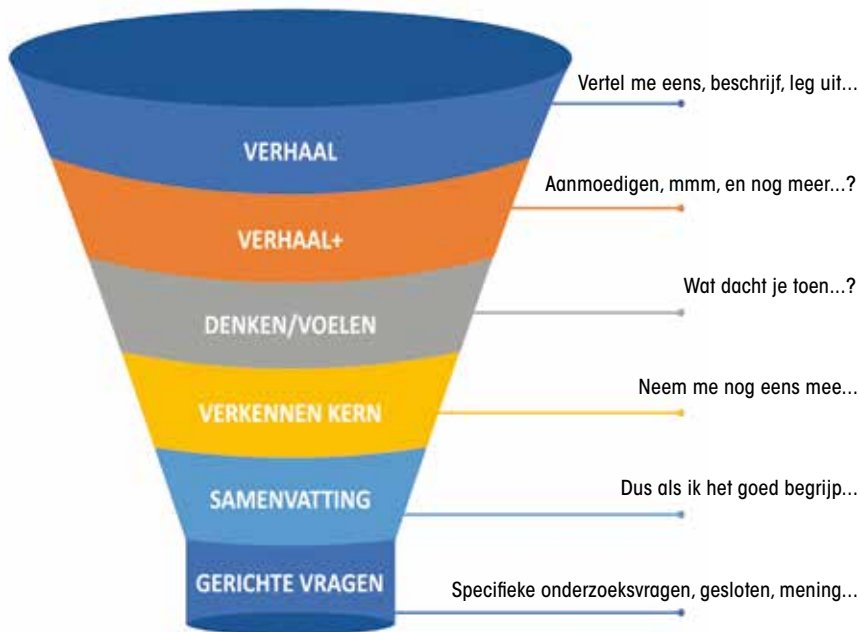 Vertel me eens, beschrijf, leg uit...
VERHAAL
Aanmoedigen, mmm, en nog meer...?
VERHAAL+
Wat dacht je toen...?
DENKEN/VOELEN
Neem me nog eens mee...
VERKENNEN KERN
Dus als ik het goed begrijp...
SAMENVATTING
GERICHTE VRAGEN
Specifieke onderzoeksvragen, gesloten, mening...